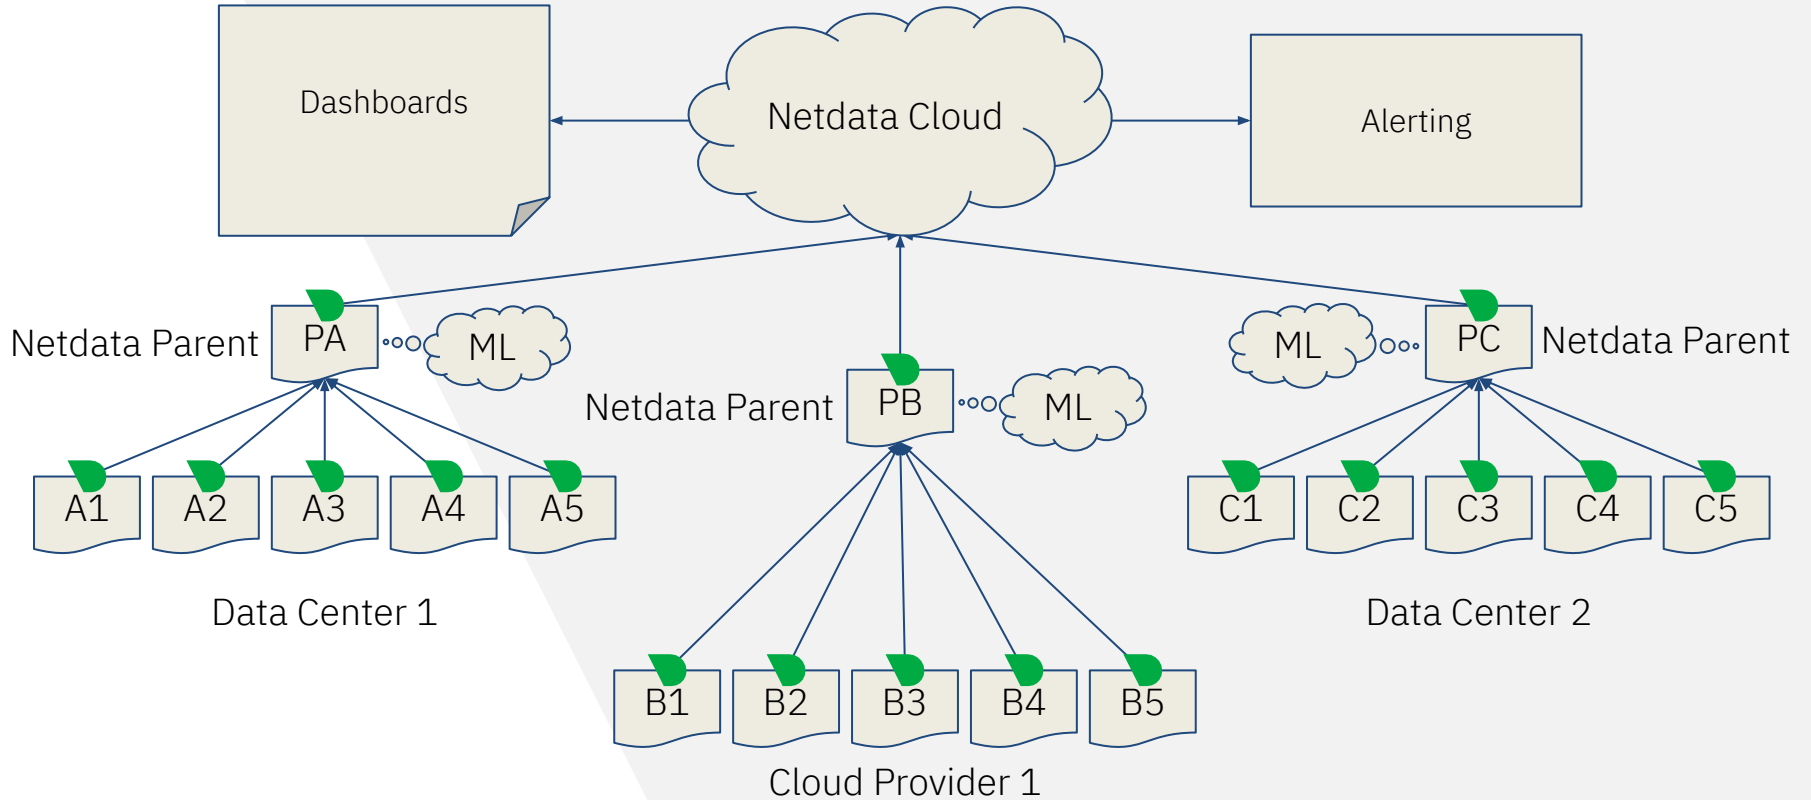 Dashboards
Netdata Cloud
Alerting
Netdata Parent
PA
ML
Netdata Parent
PB
ML
ML
PC
Netdata Parent
A1
A2
A3
A4
A5
Data Center 1
C1
C2
C3
C4
C5
Data Center 2
B1
B2
B3
B4
B5
Cloud Provider 1